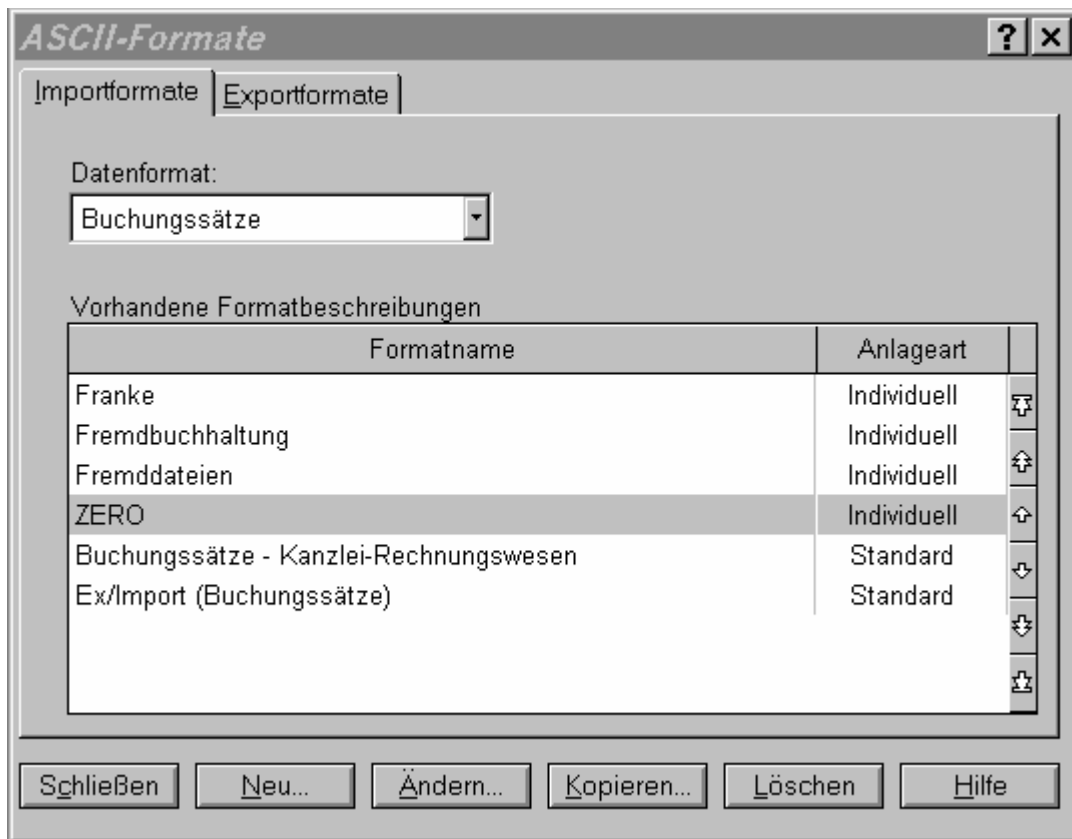 ASCII-Formate
Importformate Exportformate
Datenformat:
Buchungssätze
Vorhandene Formatbeschreibungen
Formatname Anlageart
Franke Individuell
Fremdbuchhaltung Individuell
Fremddateien Individuell
ZERO Individuell
Buchungssätze - Kanzlei-Rechnungswesen Standard
Ex/Import (Buchungssätze) Standard
Schließen Neu... Ändern... Kopieren... Löschen Hilfe